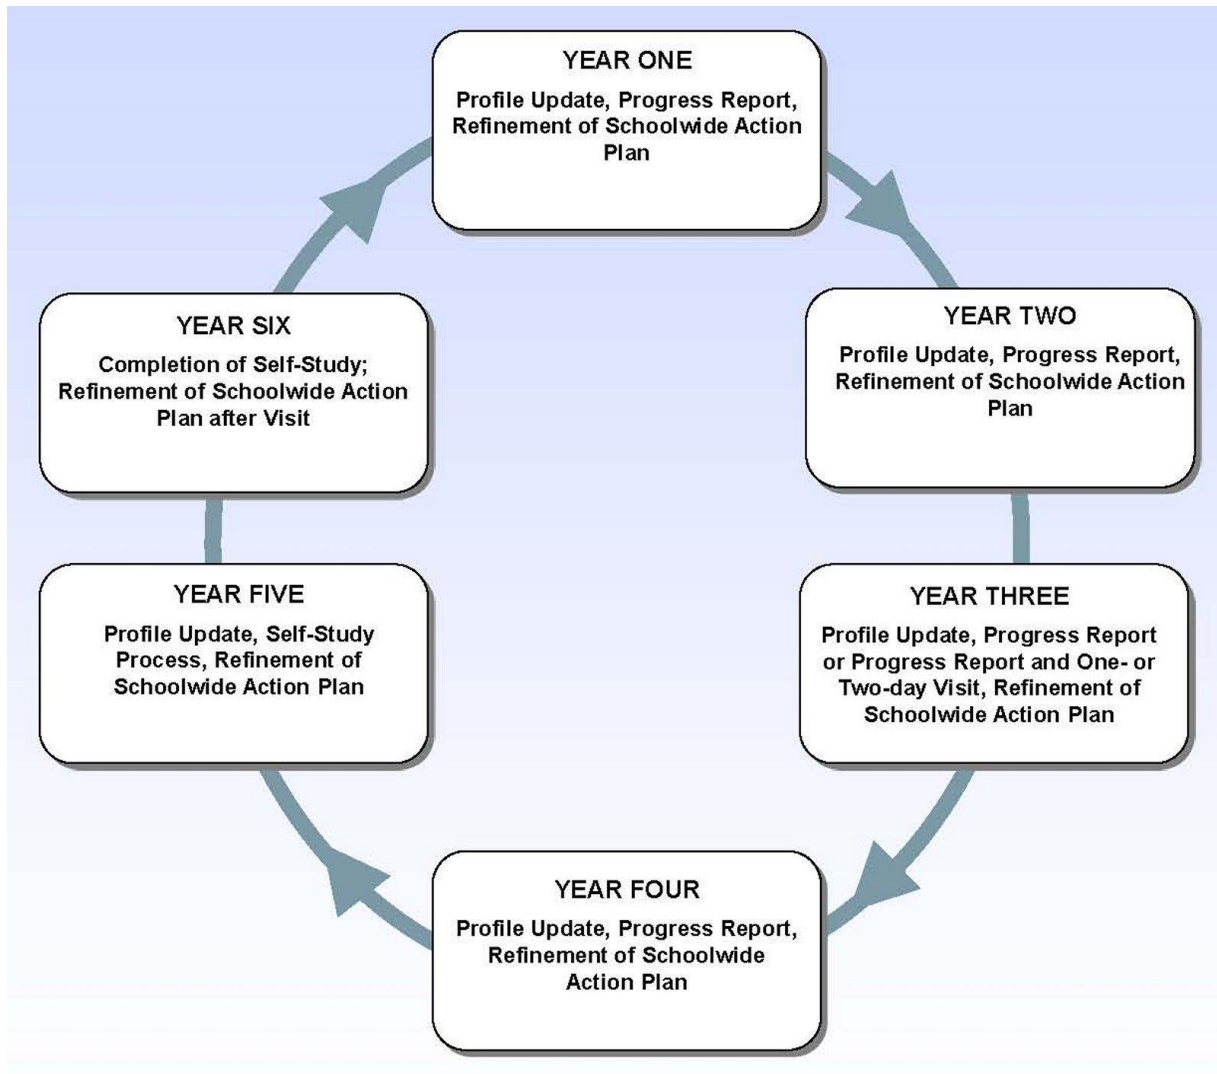 YEAR ONE
Profile Update, Progress Report,
Refinement of Schoolwide Action
Plan
YEAR TWO
Profile Update, Progress Report,
Refinement of Schoolwide Action
Plan
YEAR THREE
Profile Update, Progress Report
or Progress Report and One- or
Two-day Visit, Refinement of
Schoolwide Action Plan
YEAR FOUR
Profile Update, Progress Report,
Refinement of Schoolwide
Action Plan
YEAR FIVE
Profile Update, Self-Study
Process, Refinement of
Schoolwide Action Plan
YEAR SIX
Completion of Self-Study;
Refinement of Schoolwide Action
Plan after Visit